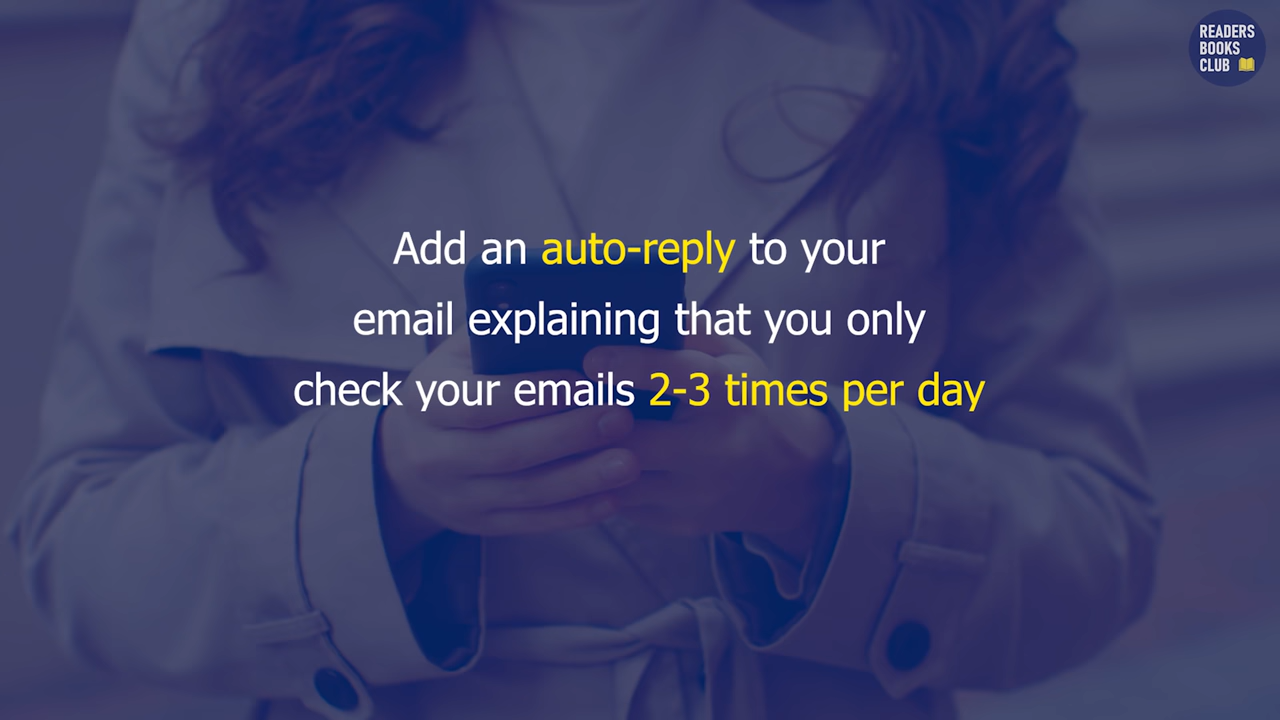 READERS
BOOKS
CLUB
Add an auto-reply to your
email explaining that you only
check your emails 2-3 times per day